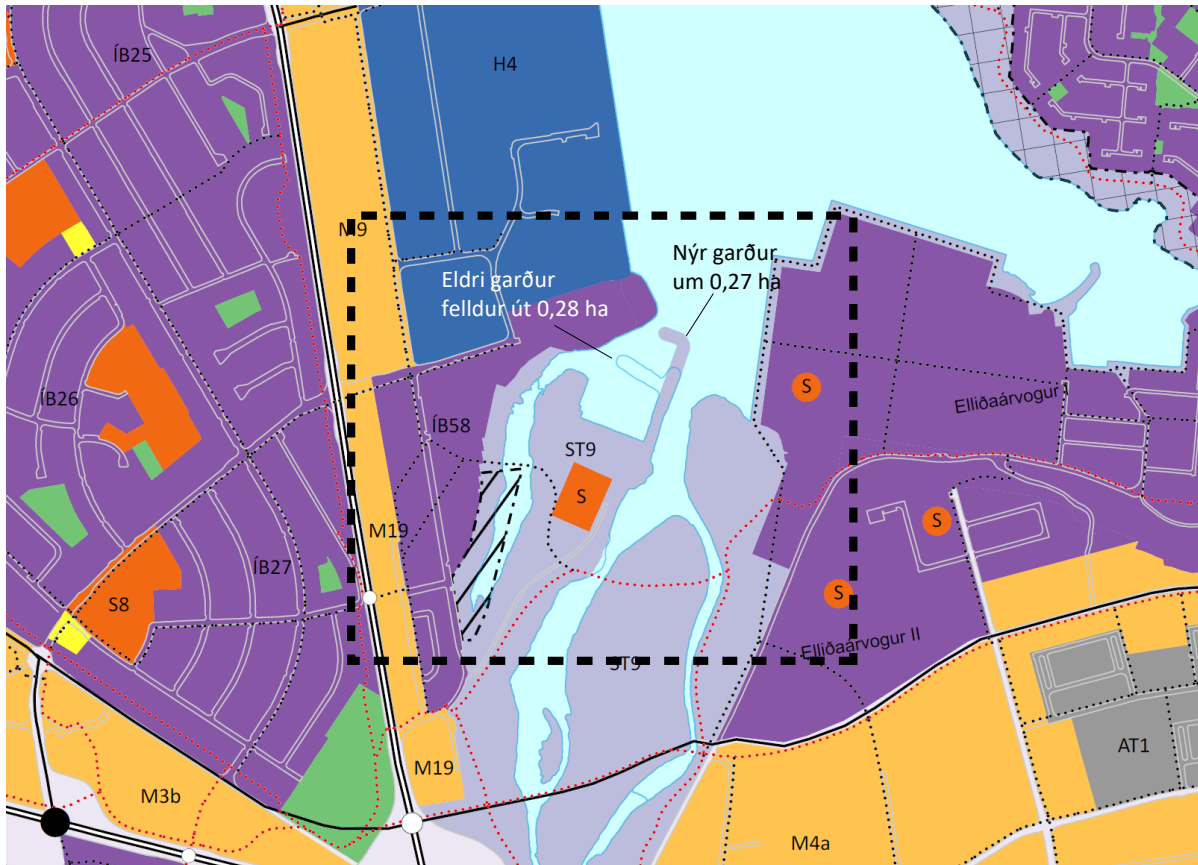 ÍB25
H4
M9
Nýr garður
um 0,27 ha
Eldri garður
felldur út 0,28 ha
S
Elliðaárvogur I
ÍB26
ÍB58
ST9
S
S
M19
ÍB27
S8
S
Elliðaárvogur II
ST9
AT1
M19
M3b
M4a